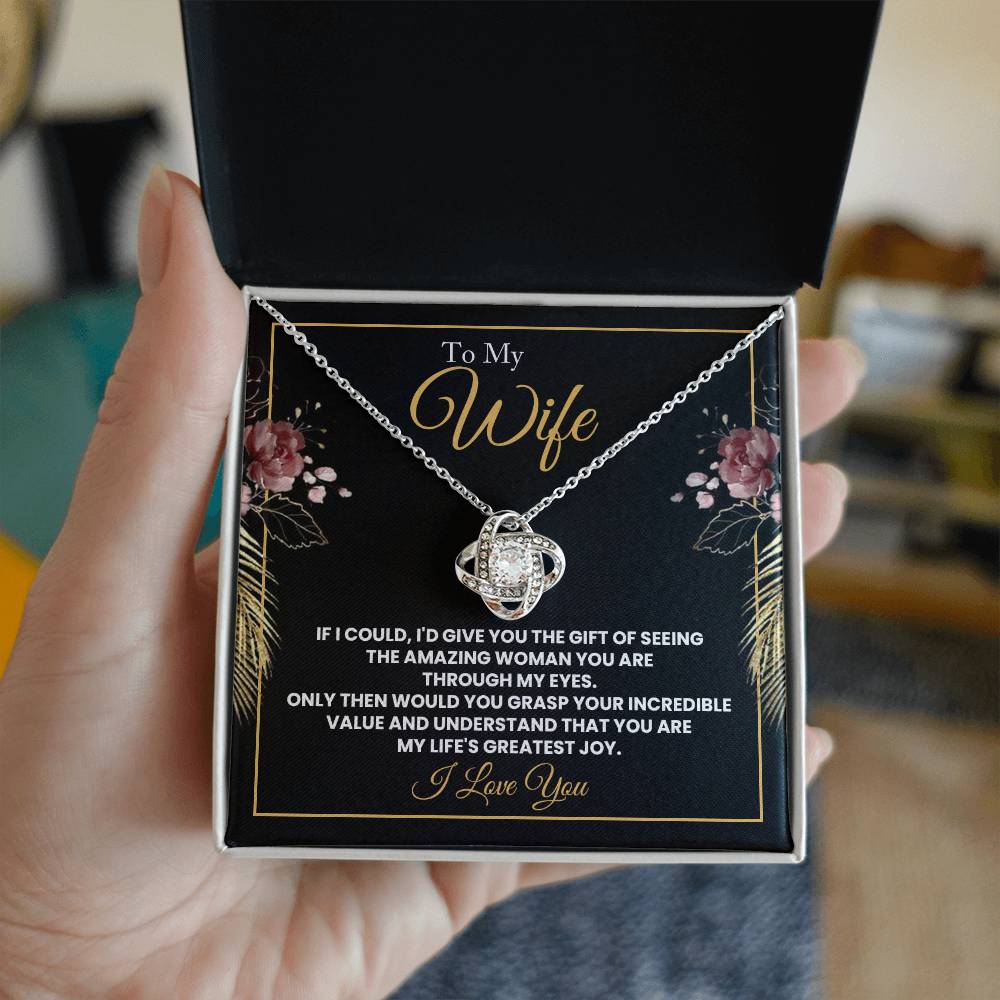 To My
Wife
IF I COULD, I'D GIVE YOU THE GIFT OF SEEING
THE AMAZING WOMAN YOU ARE
THROUGH MY EYES.
ONLY THEN WOULD YOU GRASP YOUR INCREDIBLE
VALUE AND UNDERSTAND THAT YOU ARE
MY LIFE'S GREATEST JOY.
I Love You